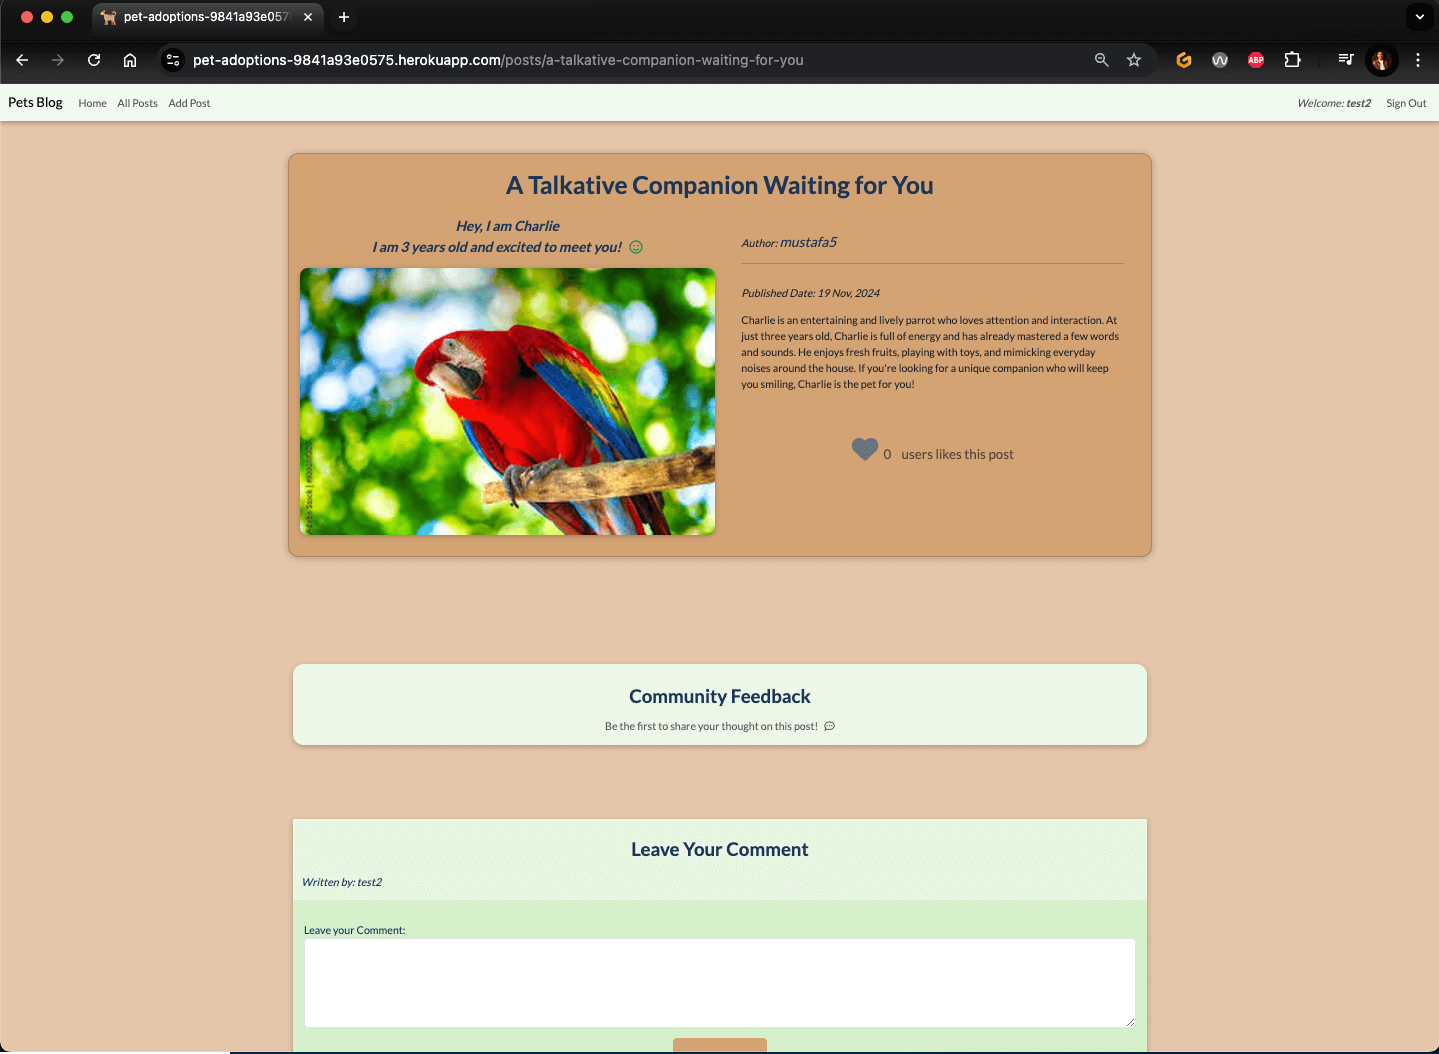 pet-adoptions-9841a93e057
pet-adoptions-9841a93e0575.herokuapp.com/posts/a-talkative-companion-waiting-for-you
ABP
Pets Blog Home All Posts Add Post Welcome: test2 Sign Out
A Talkative Companion Waiting for You
Hey, I am Charlie
I am 3 years old and excited to meet you!
Author: mustafa5
Published Date: 19 Nov, 2024
Charlie is an entertaining and lively parrot who loves attention and interaction. At
just three years old, Charlie is full of energy and has already mastered a few words
and sounds. He enjoys fresh fruits, playing with toys, and mimicking everyday
noises around the house. If you're looking for a unique companion who will keep
you smiling, Charlie is the pet for you!
0 users likes this post
Community Feedback
Be the first to share your thought on this post!
Leave Your Comment
Written by: test2
Leave your Comment: